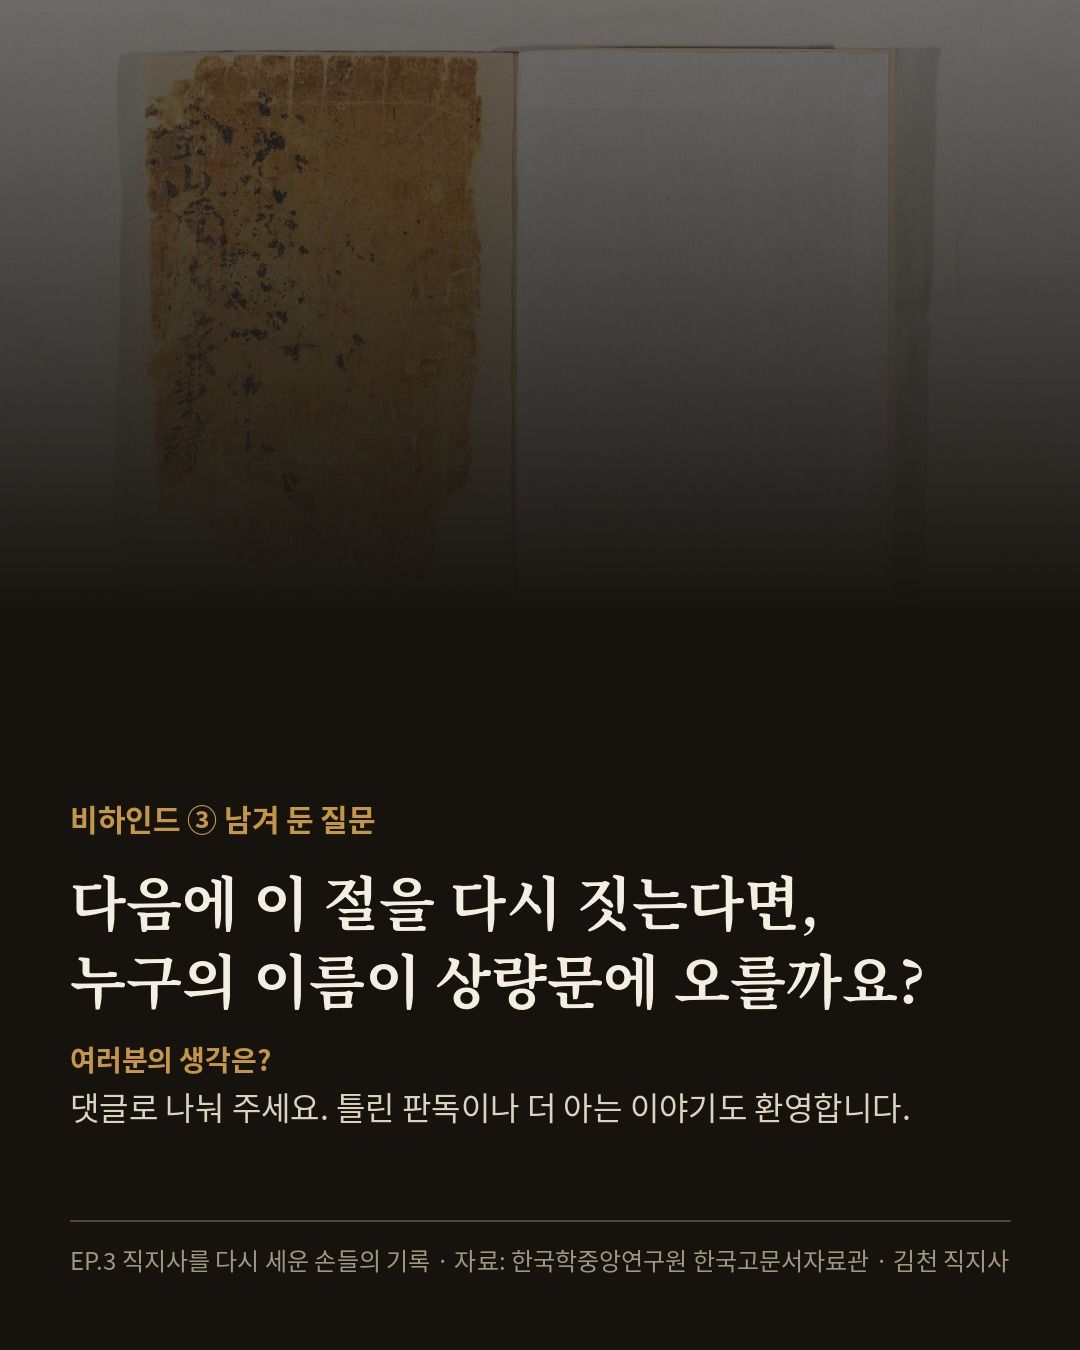 비하인드 ③ 남겨 둔 질문
다음에 이 절을 다시 짓는다면,
누구의 이름이 상량문에 오를까요?
여러분의 생각은?
댓글로 나눠 주세요. 틀린 판독이나 더 아는 이야기도 환영합니다.
EP.3 직지사를 다시 세운 손들의 기록 · 자료: 한국학중앙연구원 한국고문서자료관 · 김천 직지사